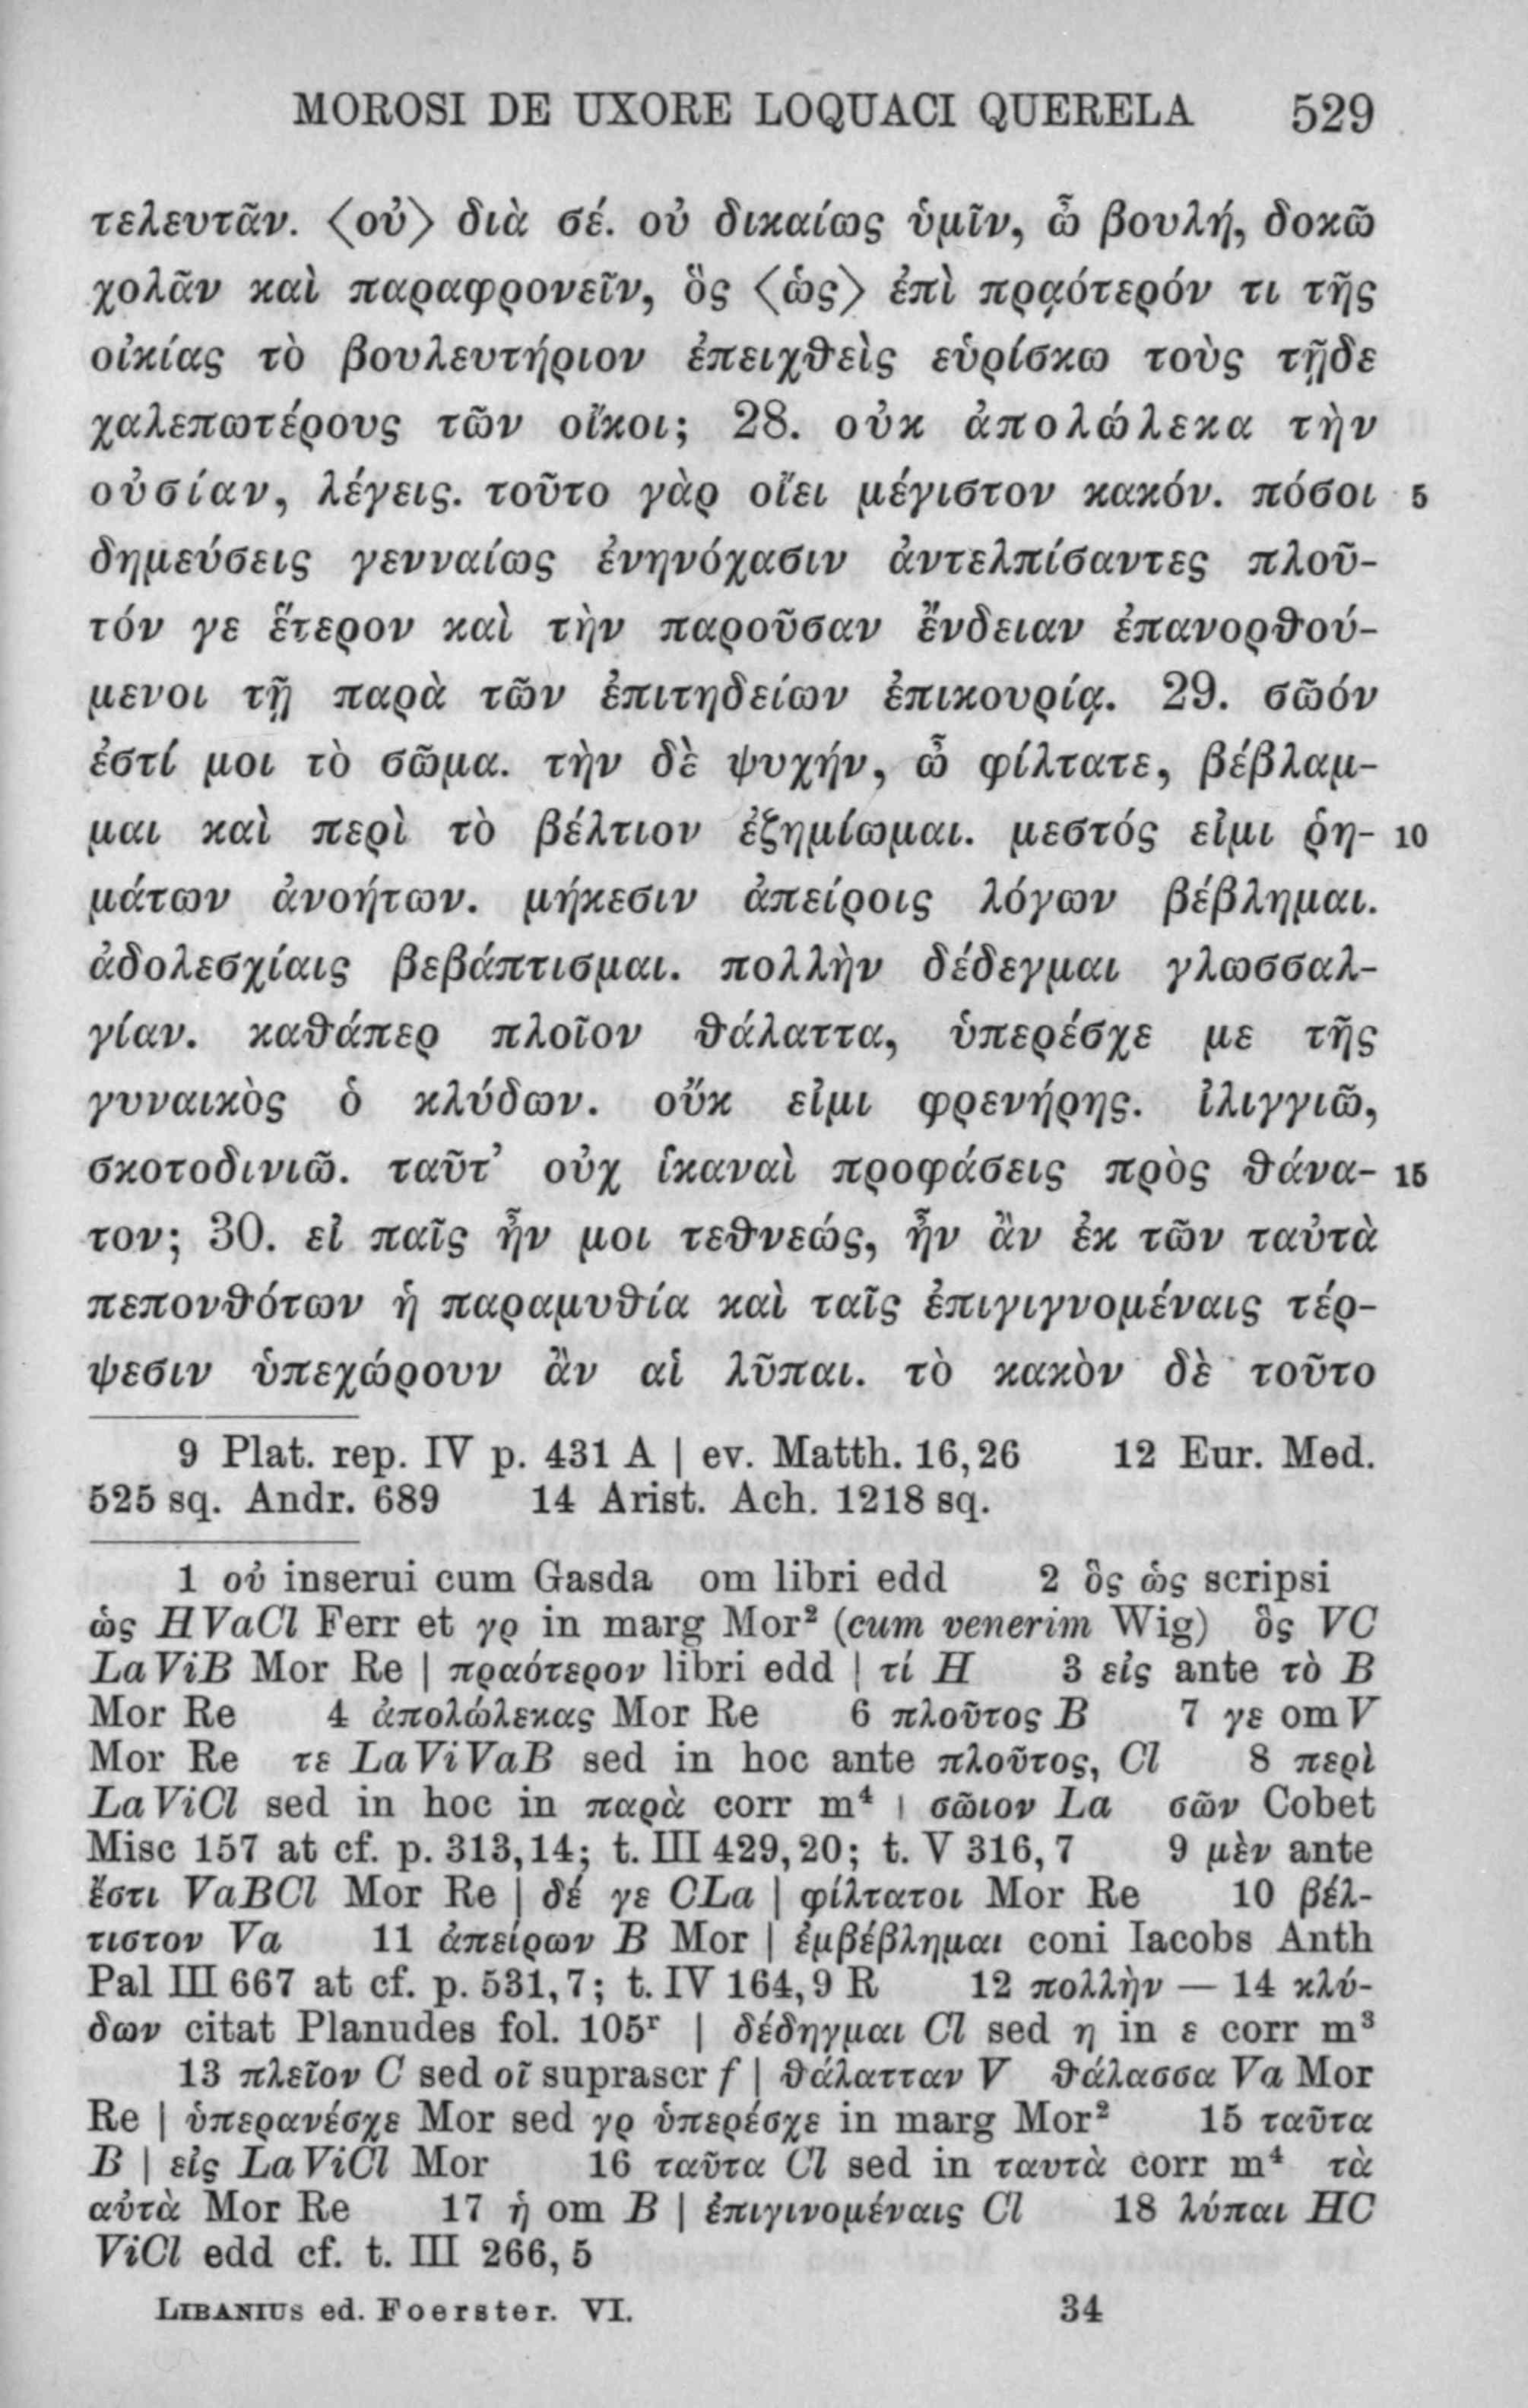 MOROSI DE UXORE LOQUACI QUERELA 529
τελευτᾶν. ⟨οὐ⟩ διὰ σέ. οὐ δικαίως ὑμῖν, ὦ βουλή, δοκῶ
χολᾶν καὶ παραφρονεῖν, ὃς ⟨ὡς⟩ ἐπὶ πρᾳότερόν τι τῆς
οἰκίας τὸ βουλευτήριον ἐπειχθεὶς εὑρίσκω τοὺς τῇδε
χαλεπωτέρους τῶν οἴκοι; 28. οὐκ ἀπολώλεκα τὴν
οὐσίαν, λέγεις. τοῦτο γὰρ οἴει μέγιστον κακόν. πόσοι 5
δημεύσεις γενναίως ἐνηνόχασιν ἀντελπίσαντες πλοῦ-
τόν γε ἕτερον καὶ τὴν παροῦσαν ἔνδειαν ἐπανορθού-
μενοι τῇ παρὰ τῶν ἐπιτηδείων ἐπικουρίᾳ. 29. σῶόν
ἐστί μοι τὸ σῶμα. τὴν δὲ ψυχήν, ὦ φίλτατε, βέβλαμ-
μαι καὶ περὶ τὸ βέλτιον ἐζημίωμαι. μεστός εἰμι ῥη- 10
μάτων ἀνοήτων. μήκεσιν ἀπείροις λόγων βέβλημαι.
ἀδολεσχίαις βεβάπτισμαι. πολλὴν δέδεγμαι γλωσσαλ-
γίαν. καθάπερ πλοῖον θάλαττα, ὑπερέσχε με τῆς
γυναικὸς ὁ κλύδων. οὔκ εἰμι φρενήρης. ἰλιγγιῶ,
σκοτοδινιῶ. ταῦτ’ οὐχ ἱκαναὶ προφάσεις πρὸς θάνα- 15
τον; 30. εἰ παῖς ἦν μοι τεθνεώς, ἦν ἂν ἐκ τῶν ταὐτὰ
πεπονθότων ἡ παραμυθία καὶ ταῖς ἐπιγιγνομέναις τέρ-
ψεσιν ὑπεχώρουν ἂν αἱ λῦπαι. τὸ κακὸν δὲ τοῦτο
9 Plat. rep. IV p. 431 A | ev. Matth. 16,26 12 Eur. Med.
525 sq. Andr. 689 14 Arist. Ach. 1218 sq.
1 οὐ inserui cum Gasda om libri edd 2 ὃς ὡς scripsi
ὡς HVaCl Ferr et γρ in marg Mor² (cum venerim Wig) ὃς VC
LaViB Mor Re | πραότερον libri edd | τί H 3 εἰς ante τὸ B
Mor Re 4 ἀπολώλεκας Mor Re 6 πλοῦτος B 7 γε om V
Mor Re τε LaViVaB sed in hoc ante πλοῦτος, Cl 8 περὶ
LaViCl sed in hoc in παρὰ corr m⁴ | σῶιον La σῶν Cobet
Misc 157 at cf. p. 313,14; t. III 429,20; t. V 316,7 9 μὲν ante
ἔστι VaBCl Mor Re | δέ γε CLa | φίλτατοι Mor Re 10 βέλ-
τιστον Va 11 ἀπείρων B Mor | ἐμβέβλημαι coni Iacobs Anth
Pal III 667 at cf. p. 531,7; t. IV 164,9 R 12 πολλὴν — 14 κλύ-
δων citat Planudes fol. 105ʳ | δέδηγμαι Cl sed η in ε corr m³
13 πλεῖον C sed οῖ suprascr f | θάλατταν V θάλασσα Va Mor
Re | ὑπερανέσχε Mor sed γρ ὑπερέσχε in marg Mor² 15 ταῦτα
B | εἰς LaViCl Mor 16 ταῦτα Cl sed in ταυτὰ corr m⁴ τὰ
αὐτὰ Mor Re 17 ἡ om B | ἐπιγινομέναις Cl 18 λύπαι HC
ViCl edd cf. t. III 266,5
LIBANIUS ed. Foerster. VI. 34